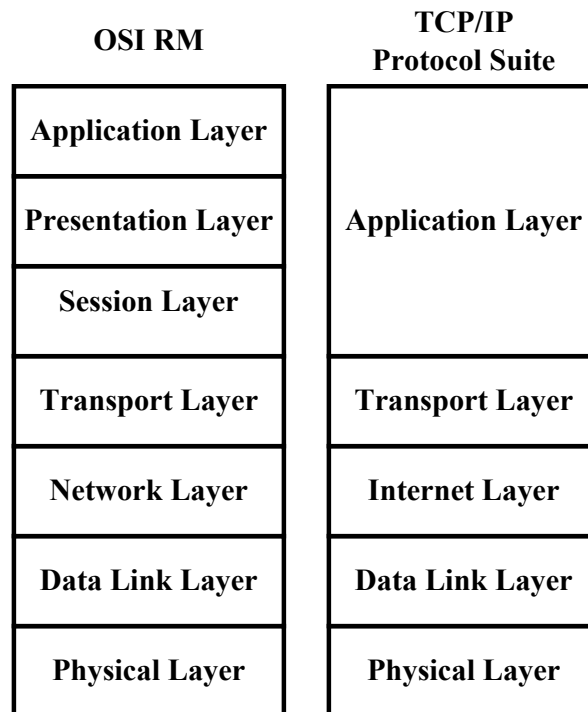 OSI RM
Application Layer
Presentation Layer
Session Layer
Transport Layer
Network Layer
Data Link Layer
Physical Layer
TCP/IP
Protocol Suite
Application Layer
Transport Layer
Internet Layer
Data Link Layer
Physical Layer